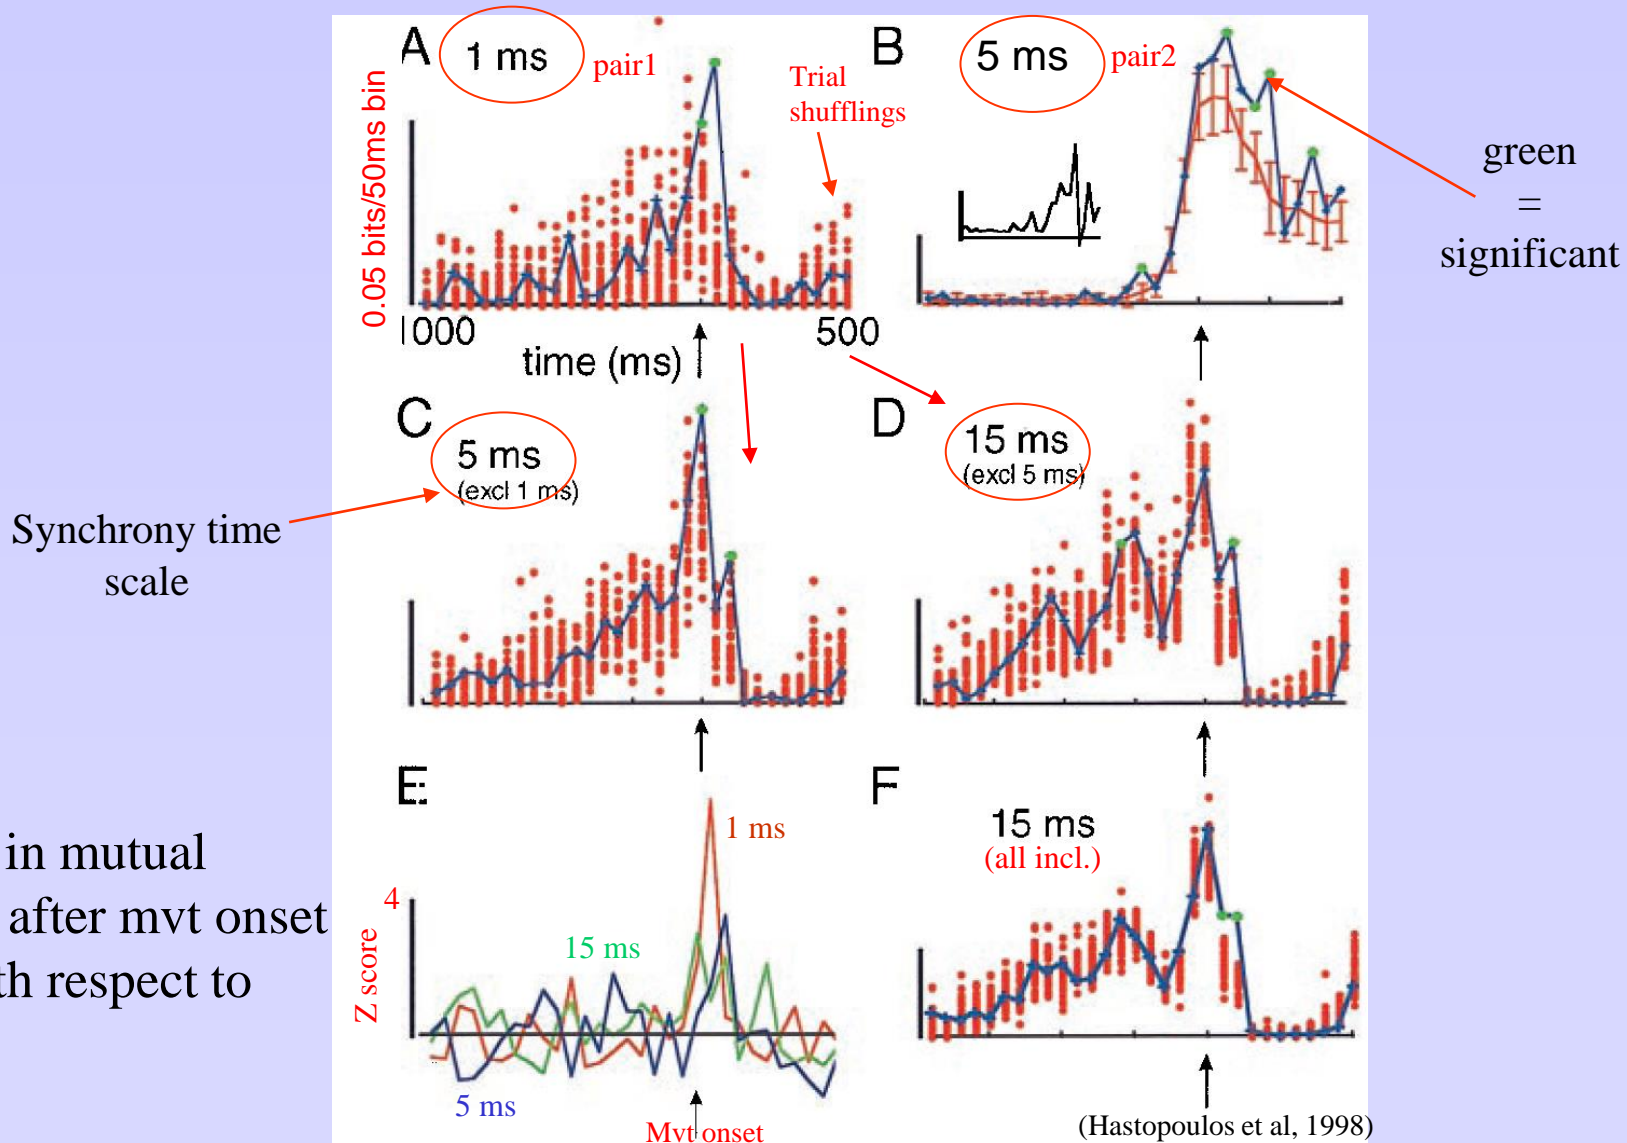 A
1 ms
pair1
Trial
shufflings
0.05 bits/50ms bin
1000
500
time (ms)
B
5 ms
pair2
green
=
significant
C
5 ms
(excl 1 ms)
D
15 ms
(excl 5 ms)
Synchrony time
scale
in mutual
after mvt onset
th respect to
E
4
Z score
1 ms
15 ms
5 ms
Mvt onset
F
15 ms
(all incl.)
(Hastopoulos et al, 1998)